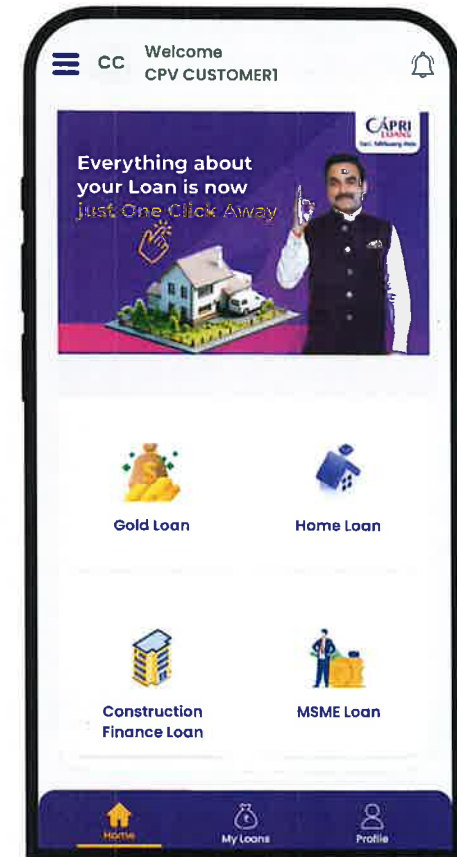 CC
Welcome
CPV CUSTOMER1
CAPRI
LOANS
Everything about
your Loan is now
just One Click Away
Gold Loan
Home Loan
Construction
Finance Loan
MSME Loan
Home
My Loans
Profile